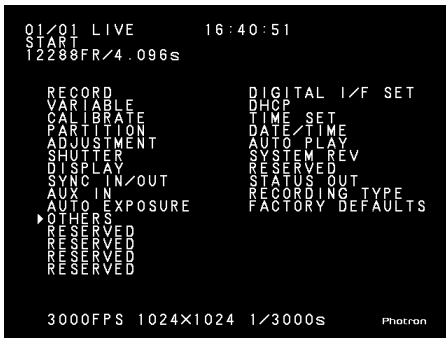 01/01 LIVE 16:40:51
START
12288FR/4.096s
RECORD
VARIABLE
CALIBRATE
PARTITION
ADJUSTMENT
SHUTTER
DISPLAY
SYNC IN/OUT
AUX IN
AUTO EXPOSURE
OTHERS
RESERVED
RESERVED
RESERVED
RESERVED
DIGITAL I/F SET
DHCP
TIME SET
DATE/TIME
AUTO PLAY
SYSTEM REV
RESERVED
STATUS OUT
RECORDING TYPE
FACTORY DEFAULTS
3000FPS 1024×1024 1/3000s Photron